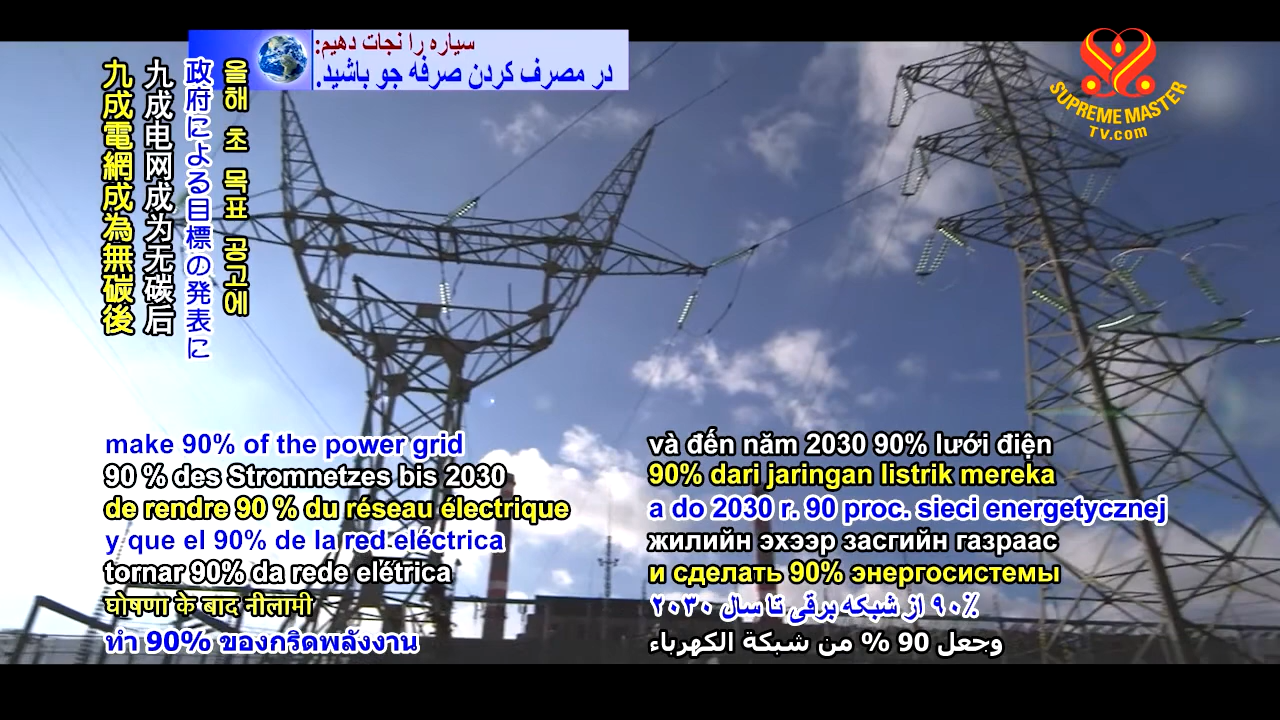 سیاره را نجات دهیم:
در مصرف کردن صرفه جو باشید.
SUPREME MASTER
TV.com
올해 초 목표 공고에
政府による目標の発表に
九成电网成为无碳后
九成電網成為無碳後
make 90% of the power grid
90 % des Stromnetzes bis 2030
de rendre 90 % du réseau électrique
y que el 90% de la red eléctrica
tornar 90% da rede elétrica
घोषणा के बाद नीलामी
ทำ 90% ของกริดพลังงาน
và đến năm 2030 90% lưới điện
90% dari jaringan listrik mereka
a do 2030 r. 90 proc. sieci energetycznej
жилийн эхээр засгийн газраас
и сделать 90% энергосистемы
۹۰٪ از شبکه برقی تا سال ۲۰۳۰
وجعل 90 % من شبكة الكهرباء